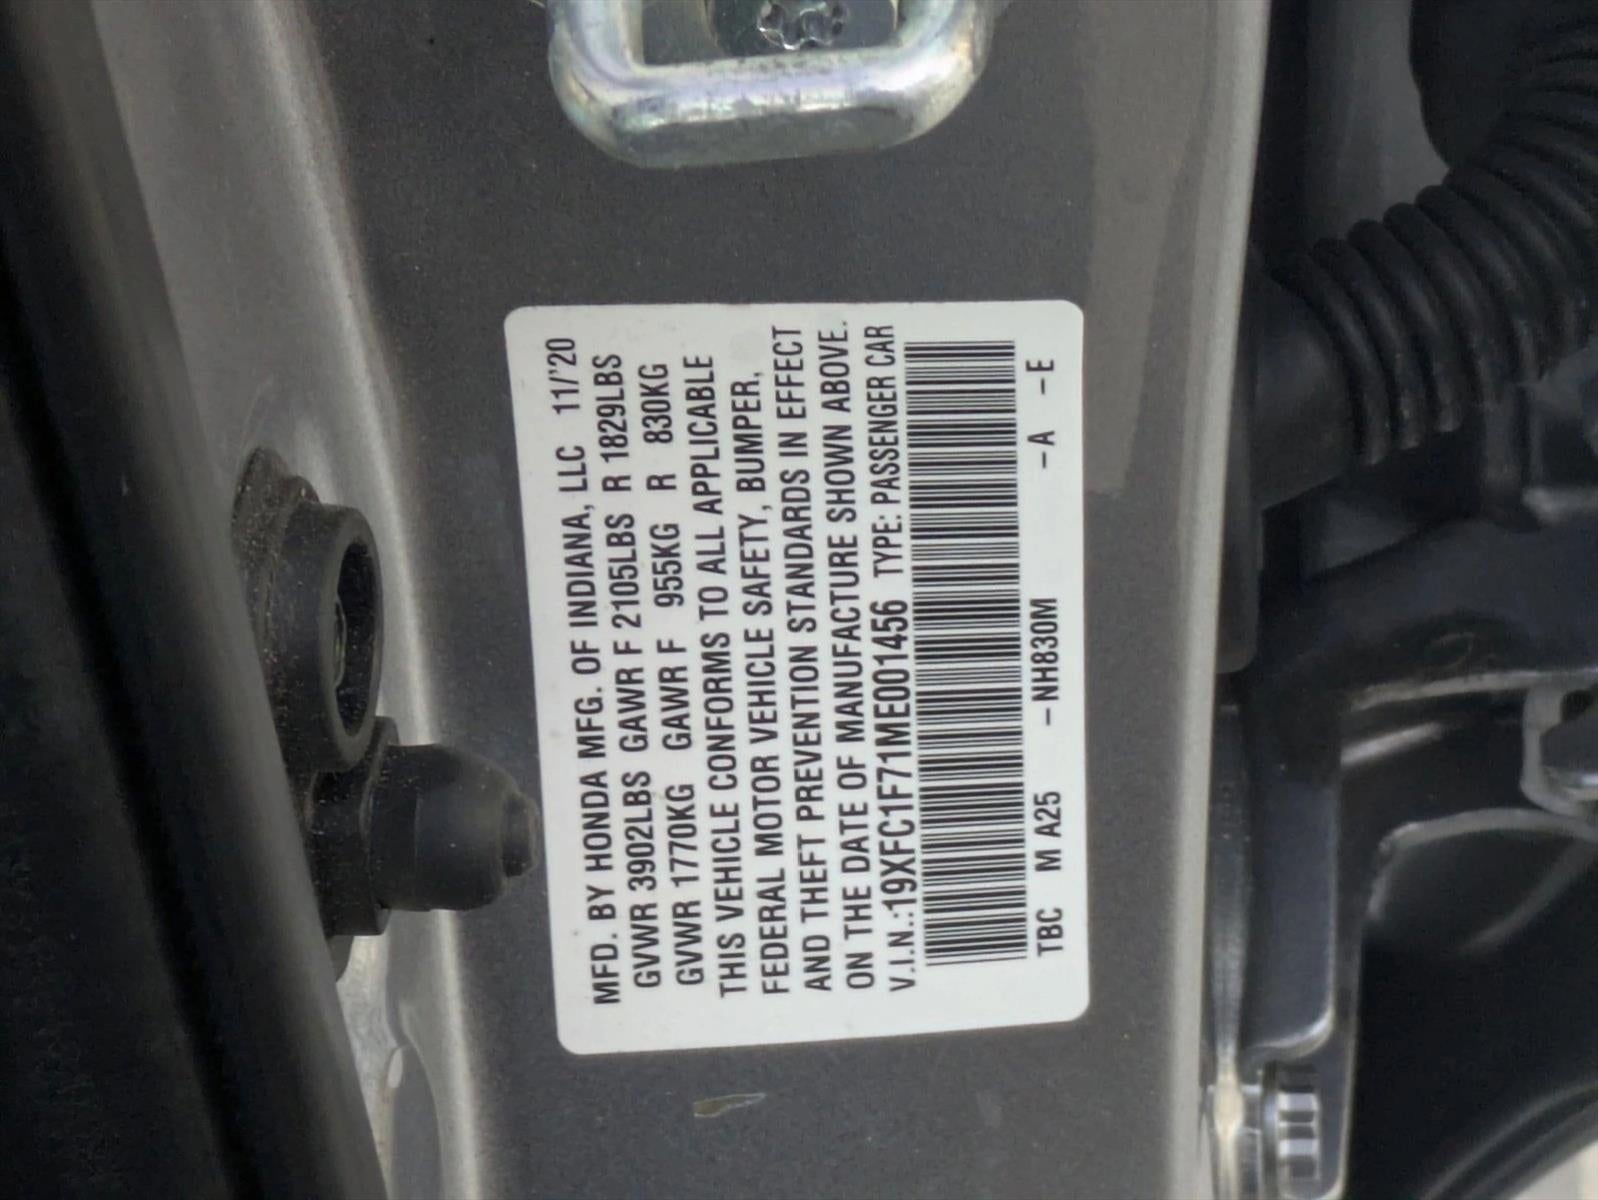 MFD. BY HONDA MFG. OF INDIANA, LLC 11/'20
GVWR 3902LBS GAWR F 2105LBS R 1829LBS
GVWR 1770KG GAWR F 955KG R 830KG
THIS VEHICLE CONFORMS TO ALL APPLICABLE
FEDERAL MOTOR VEHICLE SAFETY, BUMPER,
AND THEFT PREVENTION STANDARDS IN EFFECT
ON THE DATE OF MANUFACTURE SHOWN ABOVE.
V.I.N.:19XFC1F71ME001456 TYPE: PASSENGER CAR
TBC M A25 -NH830M -A -E